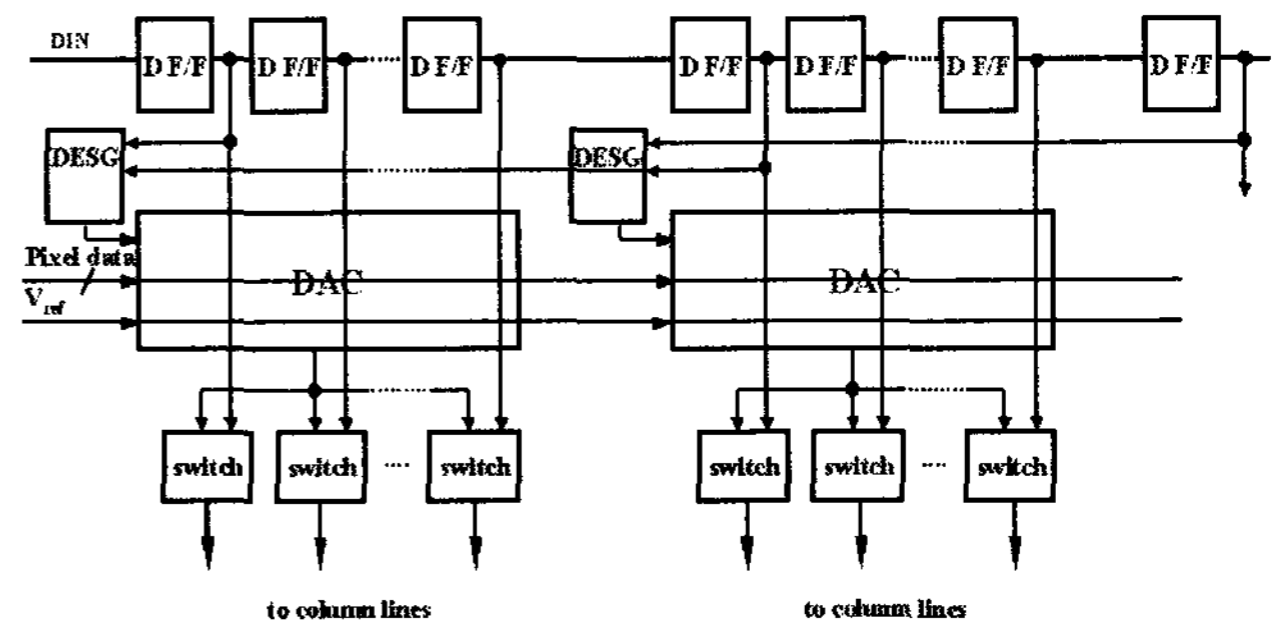 DIN
D F/F D F/F D F/F D F/F D F/F D F/F D F/F
DESG DESG
Pixel data
DAC DAC
Vref
switch switch .... switch switch switch .... switch
to column lines to column lines